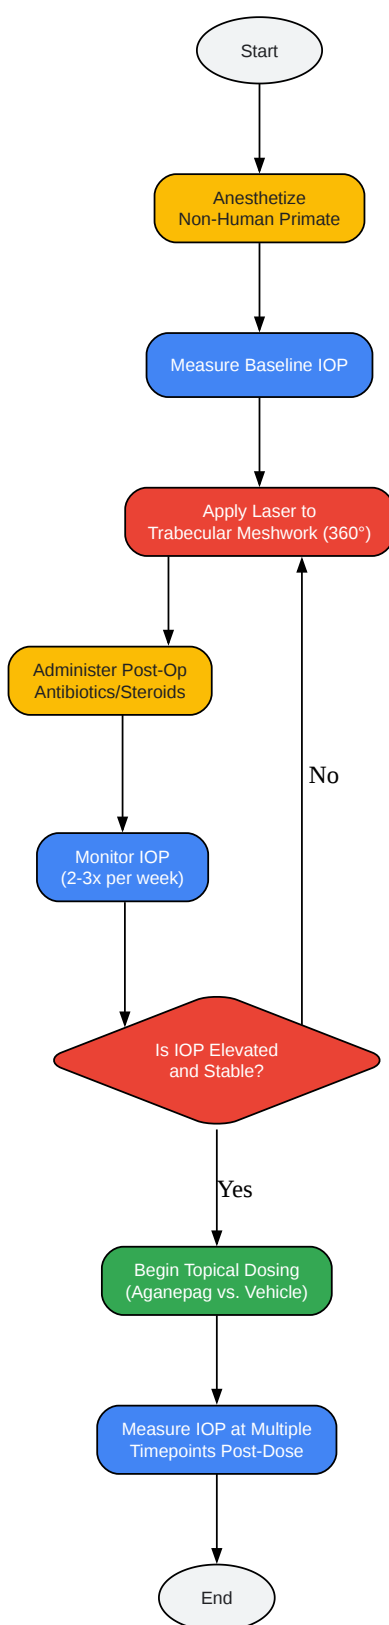 Start
Anesthetize
Non-Human Primate
Measure Baseline IOP
Apply Laser to
Trabecular Meshwork (360°)
Administer Post-Op
Antibiotics/Steroids
No
Monitor IOP
(2-3x per week)
Is IOP Elevated
and Stable?
Yes
Begin Topical Dosing
(Aganepag vs. Vehicle)
Measure IOP at Multiple
Timepoints Post-Dose
End